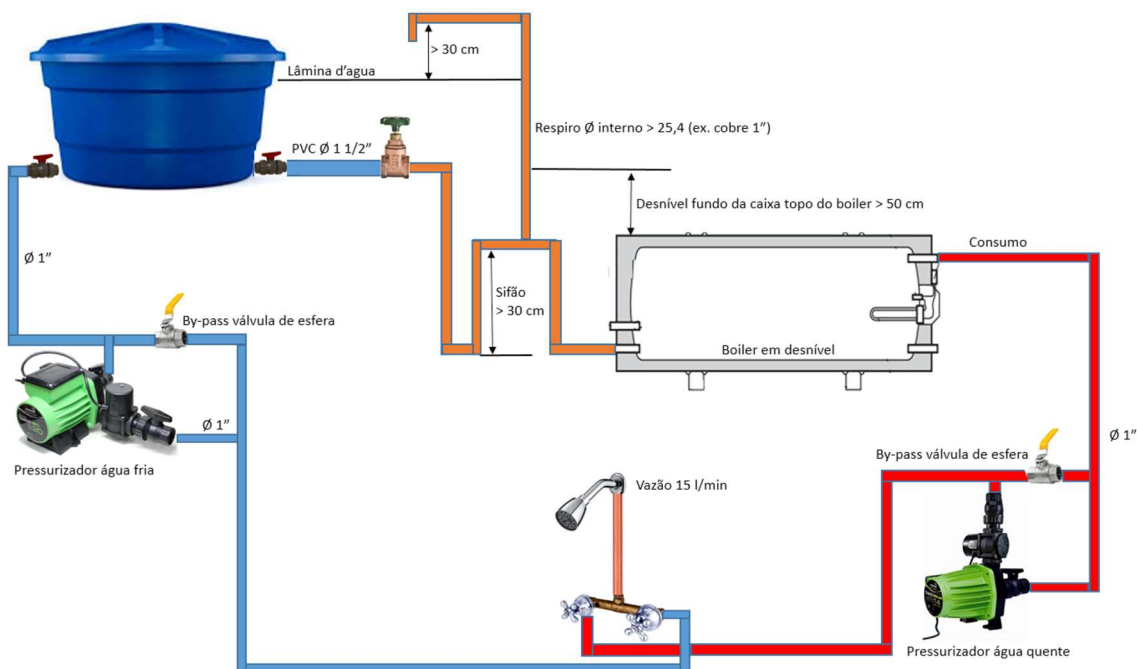 > 30 cm
Lâmina d’agua
Respiro Ø interno > 25,4 (ex. cobre 1”)
PVC Ø 1 1/2”
Desnível fundo da caixa topo do boiler > 50 cm
Consumo
Ø 1”
Sifão
> 30 cm
By-pass válvula de esfera
Boiler em desnível
Ø 1”
Ø 1”
Pressurizador água fria
By-pass válvula de esfera
Vazão 15 l/min
Pressurizador água quente